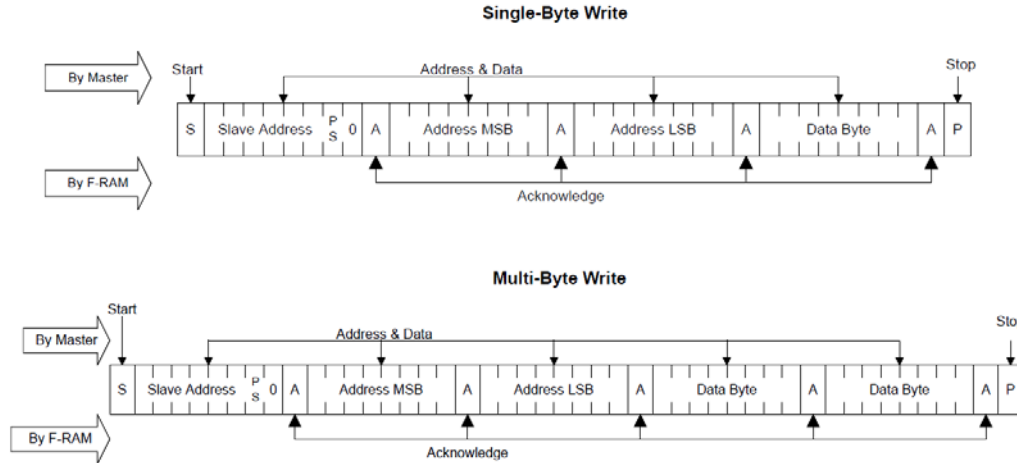 Single-Byte Write
By Master
Start
Address & Data
Stop
S Slave Address PS 0 A Address MSB A Address LSB A Data Byte A P
By F-RAM
Acknowledge
Multi-Byte Write
Start
By Master
Address & Data
Sto
S Slave Address PS 0 A Address MSB A Address LSB A Data Byte A Data Byte A P
By F-RAM
Acknowledge